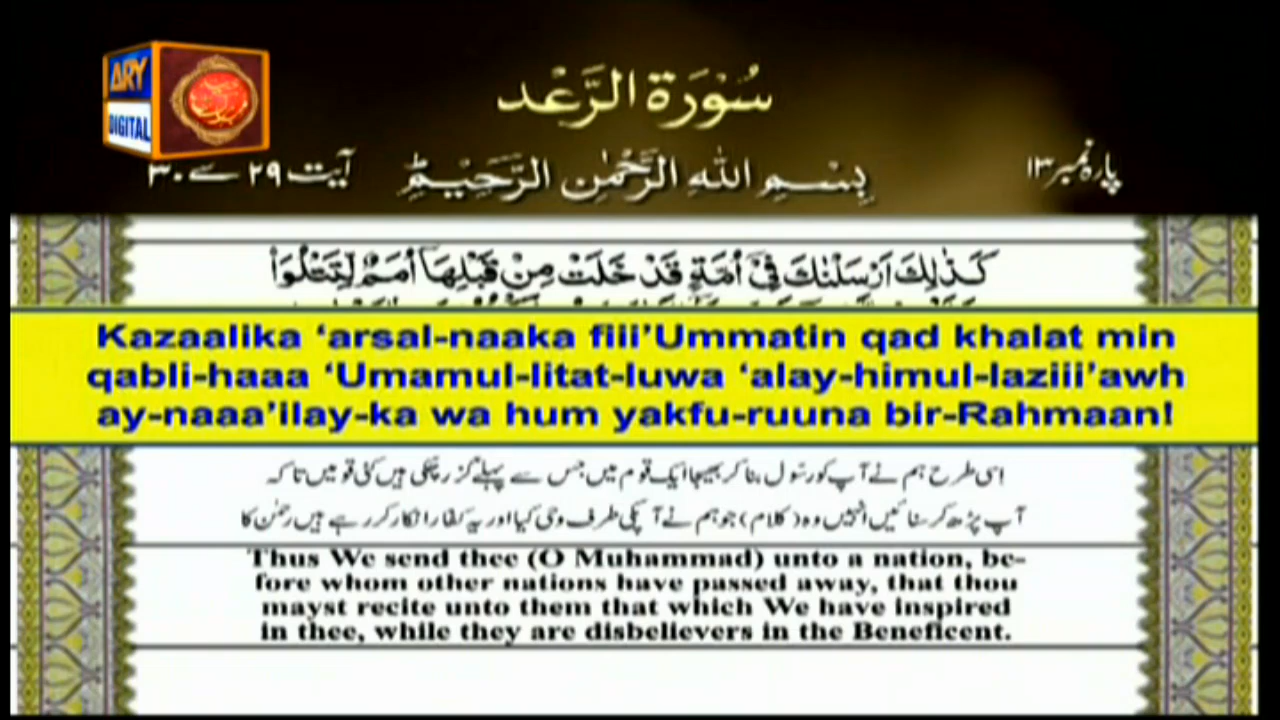 ARY
DIGITAL
سُوْرَةُ الرَّعْد
پارہ نمبر ۱۳
بِسْمِ اللهِ الرَّحْمٰنِ الرَّحِيْمِ
آیت ۲۹ سے ۳۰
كَذٰلِكَ اَرْسَلْنٰكَ فِيْٓ اُمَّةٍ قَدْ خَلَتْ مِنْ قَبْلِهَآ اُمَمٌ لِّتَتْلُوَا۟
Kazaalika ‘arsal-naaka fiii’Ummatin qad khalat min
qabli-haaa ‘Umamul-litat-luwa ‘alay-himul-laziii’awh
ay-naaa’ilay-ka wa hum yakfu-ruuna bir-Rahmaan!
اسی طرح ہم نے آپ کو رسول بنا کر بھیجا ایک قوم میں جس سے پہلے گزر چکی ہیں کئی قومیں تاکہ
آپ پڑھ کر سنائیں انہیں وہ (کلام) جو ہم نے آپکی طرف وحی کیا اور یہ کفار انکار کر رہے ہیں رحمٰن کا
Thus We send thee (O Muhammad) unto a nation, be-
fore whom other nations have passed away, that thou
mayst recite unto them that which We have inspired
in thee, while they are disbelievers in the Beneficent.